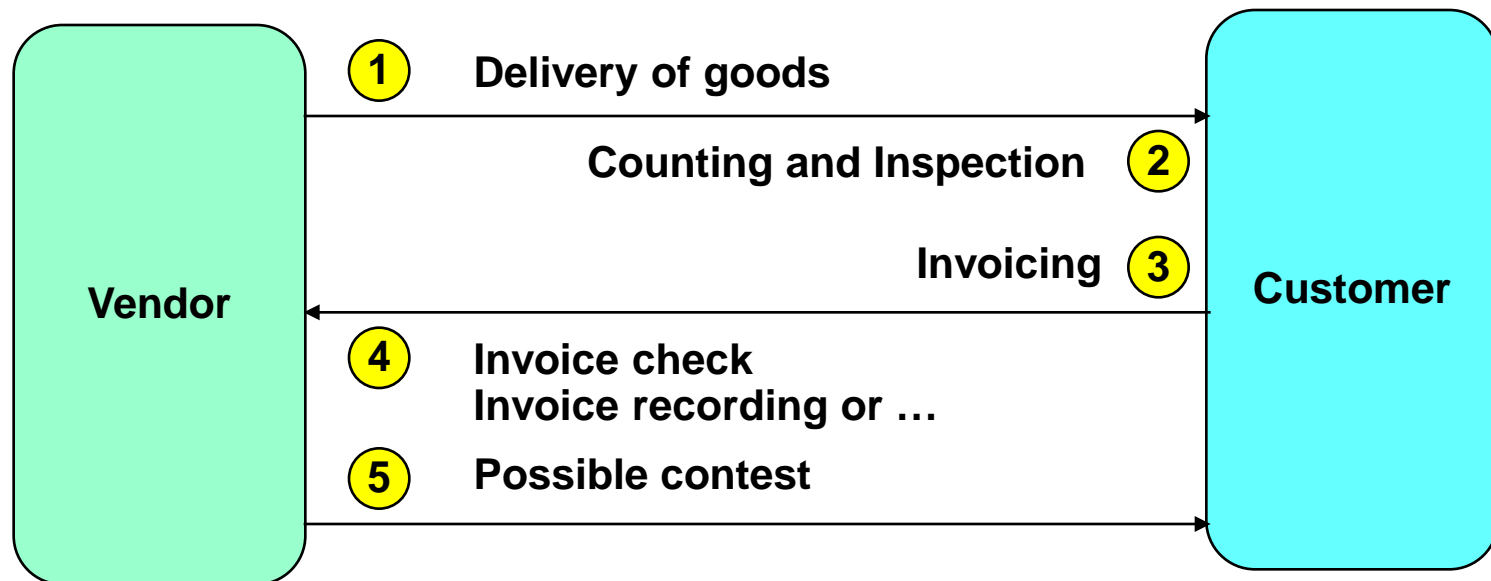 1 Delivery of goods
Counting and Inspection 2
Invoicing 3
Vendor
Customer
4 Invoice check
Invoice recording or …
5 Possible contest